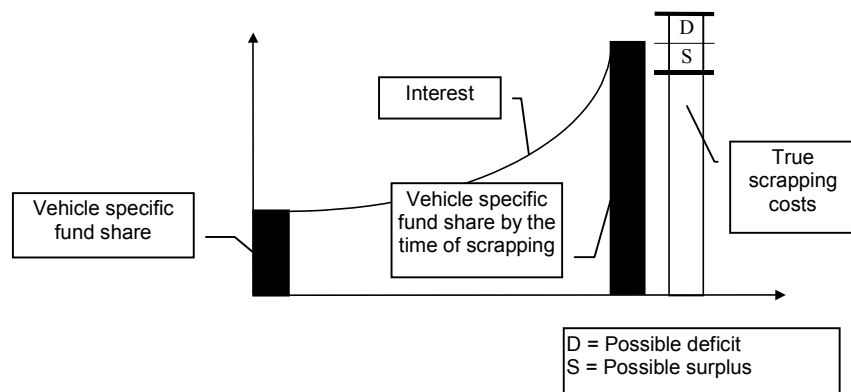 D
S
Interest
True
scrapping
costs
Vehicle specific
fund share
Vehicle specific
fund share by the
time of scrapping
D = Possible deficit
S = Possible surplus